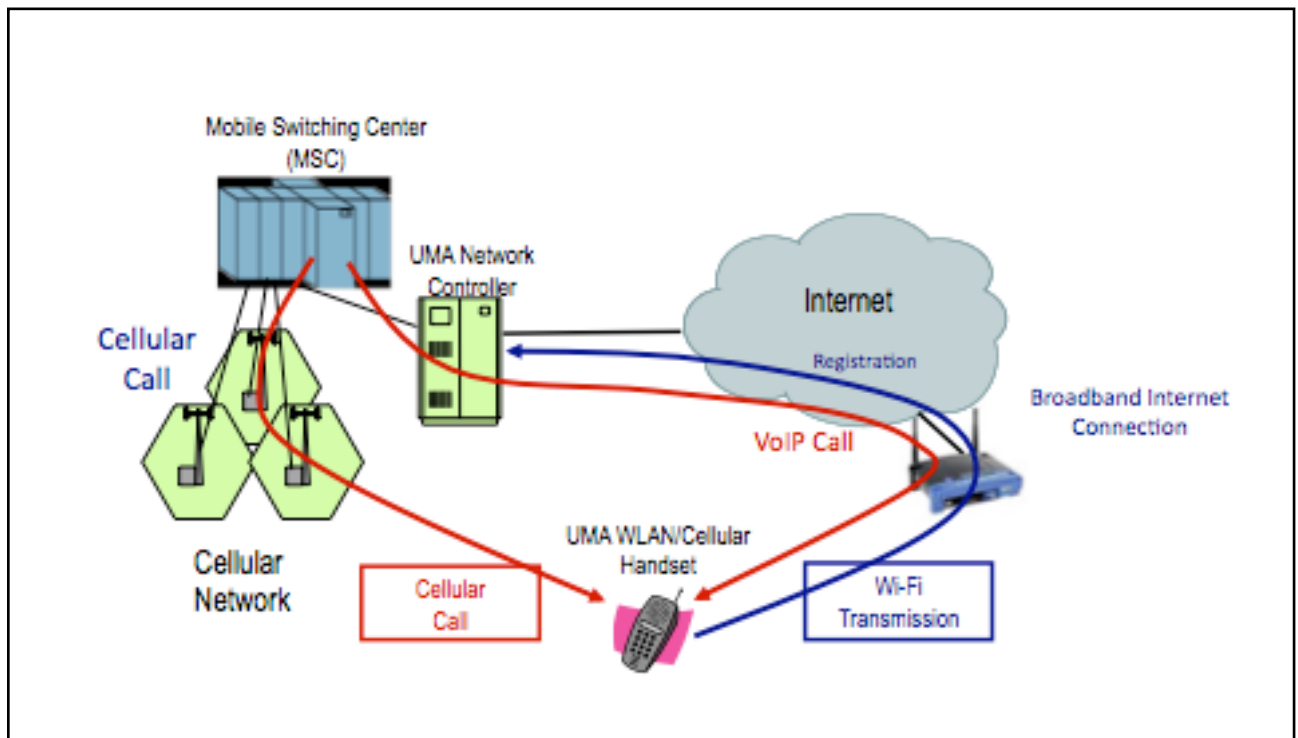 Mobile Switching Center
(MSC)
UMA Network
Controller
Internet
Registration
Cellular
Call
Broadband Internet
Connection
VoIP Call
UMA WLAN/Cellular
Handset
Cellular
Network
Cellular
Call
Wi-Fi
Transmission